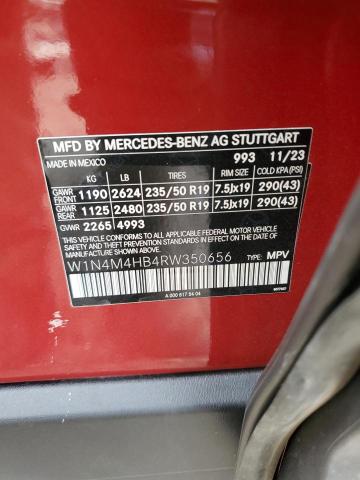 MFD BY MERCEDES-BENZ AG STUTTGART
MADE IN MEXICO 993 11/23
KG LB TIRES RIM SIZE COLD KPA (PSI)
GAWR FRONT 1190 2624 235/50 R19 7.5Jx19 290(43)
GAWR REAR 1125 2480 235/50 R19 7.5Jx19 290(43)
GVWR 2265 4993
THIS VEHICLE CONFORMS TO ALL APPLICABLE U.S. FEDERAL MOTOR VEHICLE
SAFETY, BUMPER, AND THEFT PREVENTION STANDARDS IN EFFECT ON THE DATE OF
MANUFACTURE SHOWN ABOVE.
W1N4M4HB4RW350656 TYPE: MPV
A 000 817 56 04